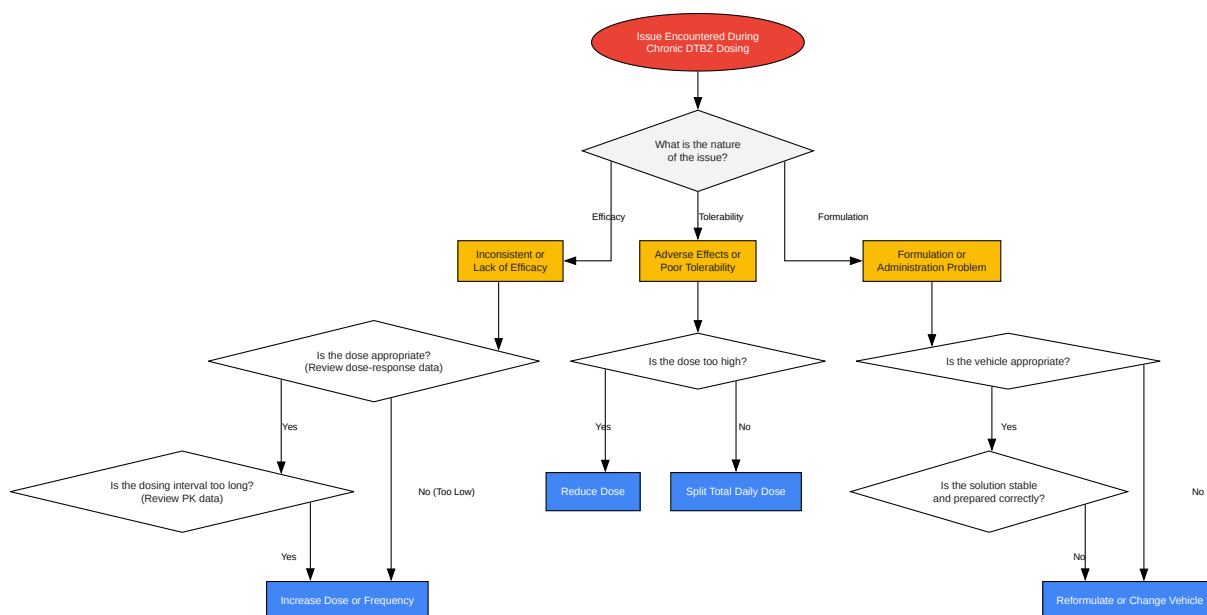 Issue Encountered During
Chronic DTBZ Dosing
What is the nature
of the issue?
Efficacy
Tolerability
Formulation
Inconsistent or
Lack of Efficacy
Adverse Effects or
Poor Tolerability
Formulation or
Administration Problem
Is the dose appropriate?
(Review dose-response data)
Is the dose too high?
Is the vehicle appropriate?
Yes
Yes
No
Yes
Is the dosing interval too long?
(Review PK data)
No (Too Low)
Reduce Dose
Split Total Daily Dose
Is the solution stable
and prepared correctly?
No
Yes
No
Increase Dose or Frequency
Reformulate or Change Vehicle